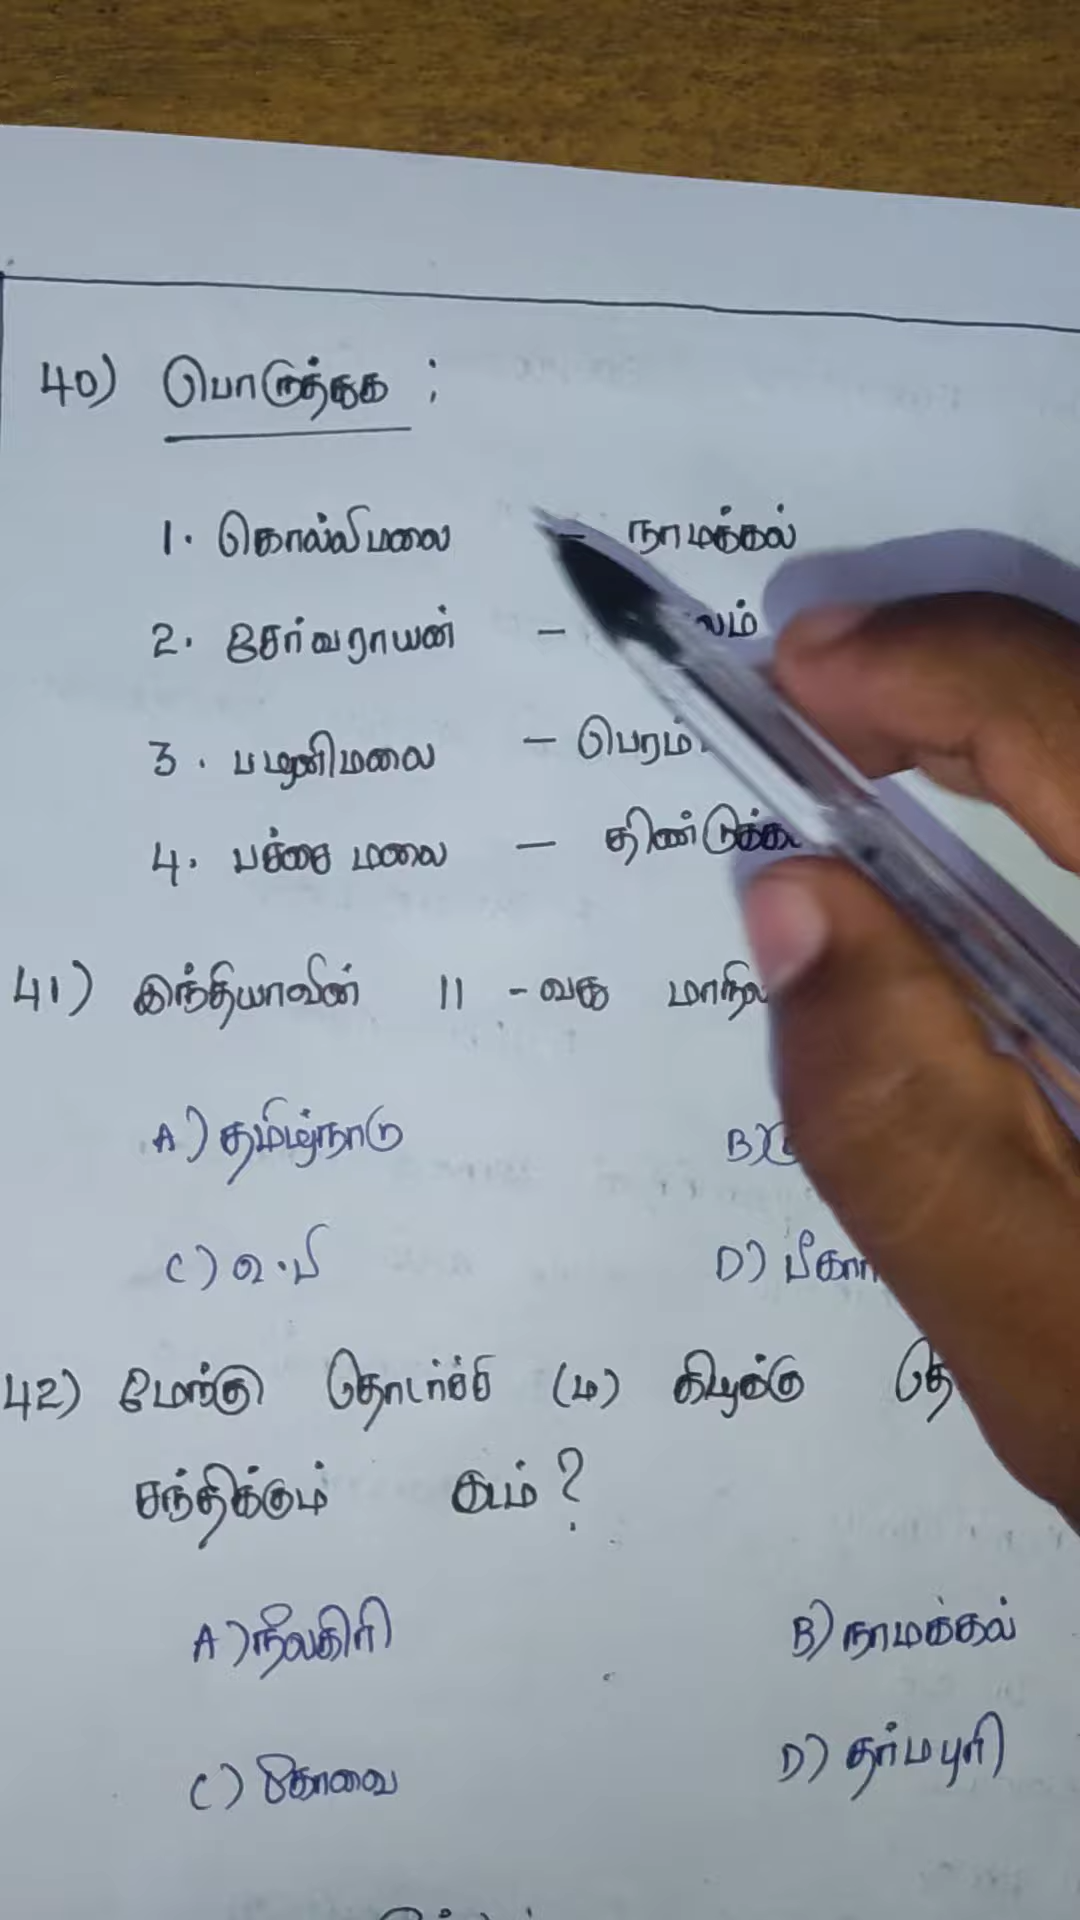 40) பொருத்துக :
1. கொல்லிமலை – நாமக்கல்
2. சேர்வராயன் –
3. பழனிமலை –
4. பச்சை மலை –
41) இந்தியாவின் 11 - வது
A) தமிழ்நாடு
C) உ.பி D) பீகார்
42) மேற்கு தொடர்ச்சி (ம) கிழக்கு
சந்திக்கும் இடம் ?
A) நீலகிரி B) நாமக்கல்
C) கோவை D) தர்மபுரி